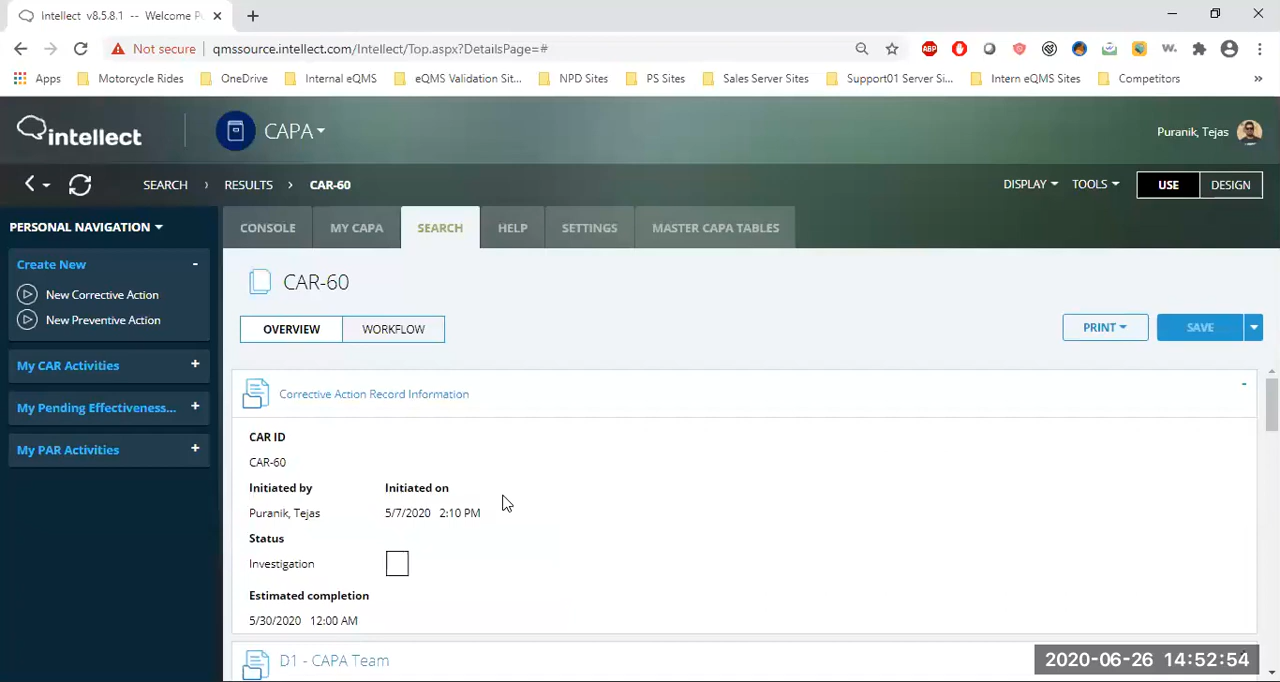 Intellect v8.5.8.1 -- Welcome P
Not secure qmssource.intellect.com/Intellect/Top.aspx?DetailsPage=#
ABP
w.
Apps Motorcycle Rides OneDrive Internal eQMS eQMS Validation Sit... NPD Sites PS Sites Sales Server Sites Support01 Server Si... Intern eQMS Sites Competitors »
intellect CAPA Puranik, Tejas
SEARCH RESULTS CAR-60 DISPLAY TOOLS USE DESIGN
PERSONAL NAVIGATION
Create New -
New Corrective Action
New Preventive Action
My CAR Activities +
My Pending Effectiveness... +
My PAR Activities +
CONSOLE MY CAPA SEARCH HELP SETTINGS MASTER CAPA TABLES
CAR-60
OVERVIEW WORKFLOW PRINT SAVE
Corrective Action Record Information -
CAR ID
CAR-60
Initiated by Initiated on
Puranik, Tejas 5/7/2020 2:10 PM
Status
Investigation
Estimated completion
5/30/2020 12:00 AM
D1 - CAPA Team
2020-06-26 14:52:54